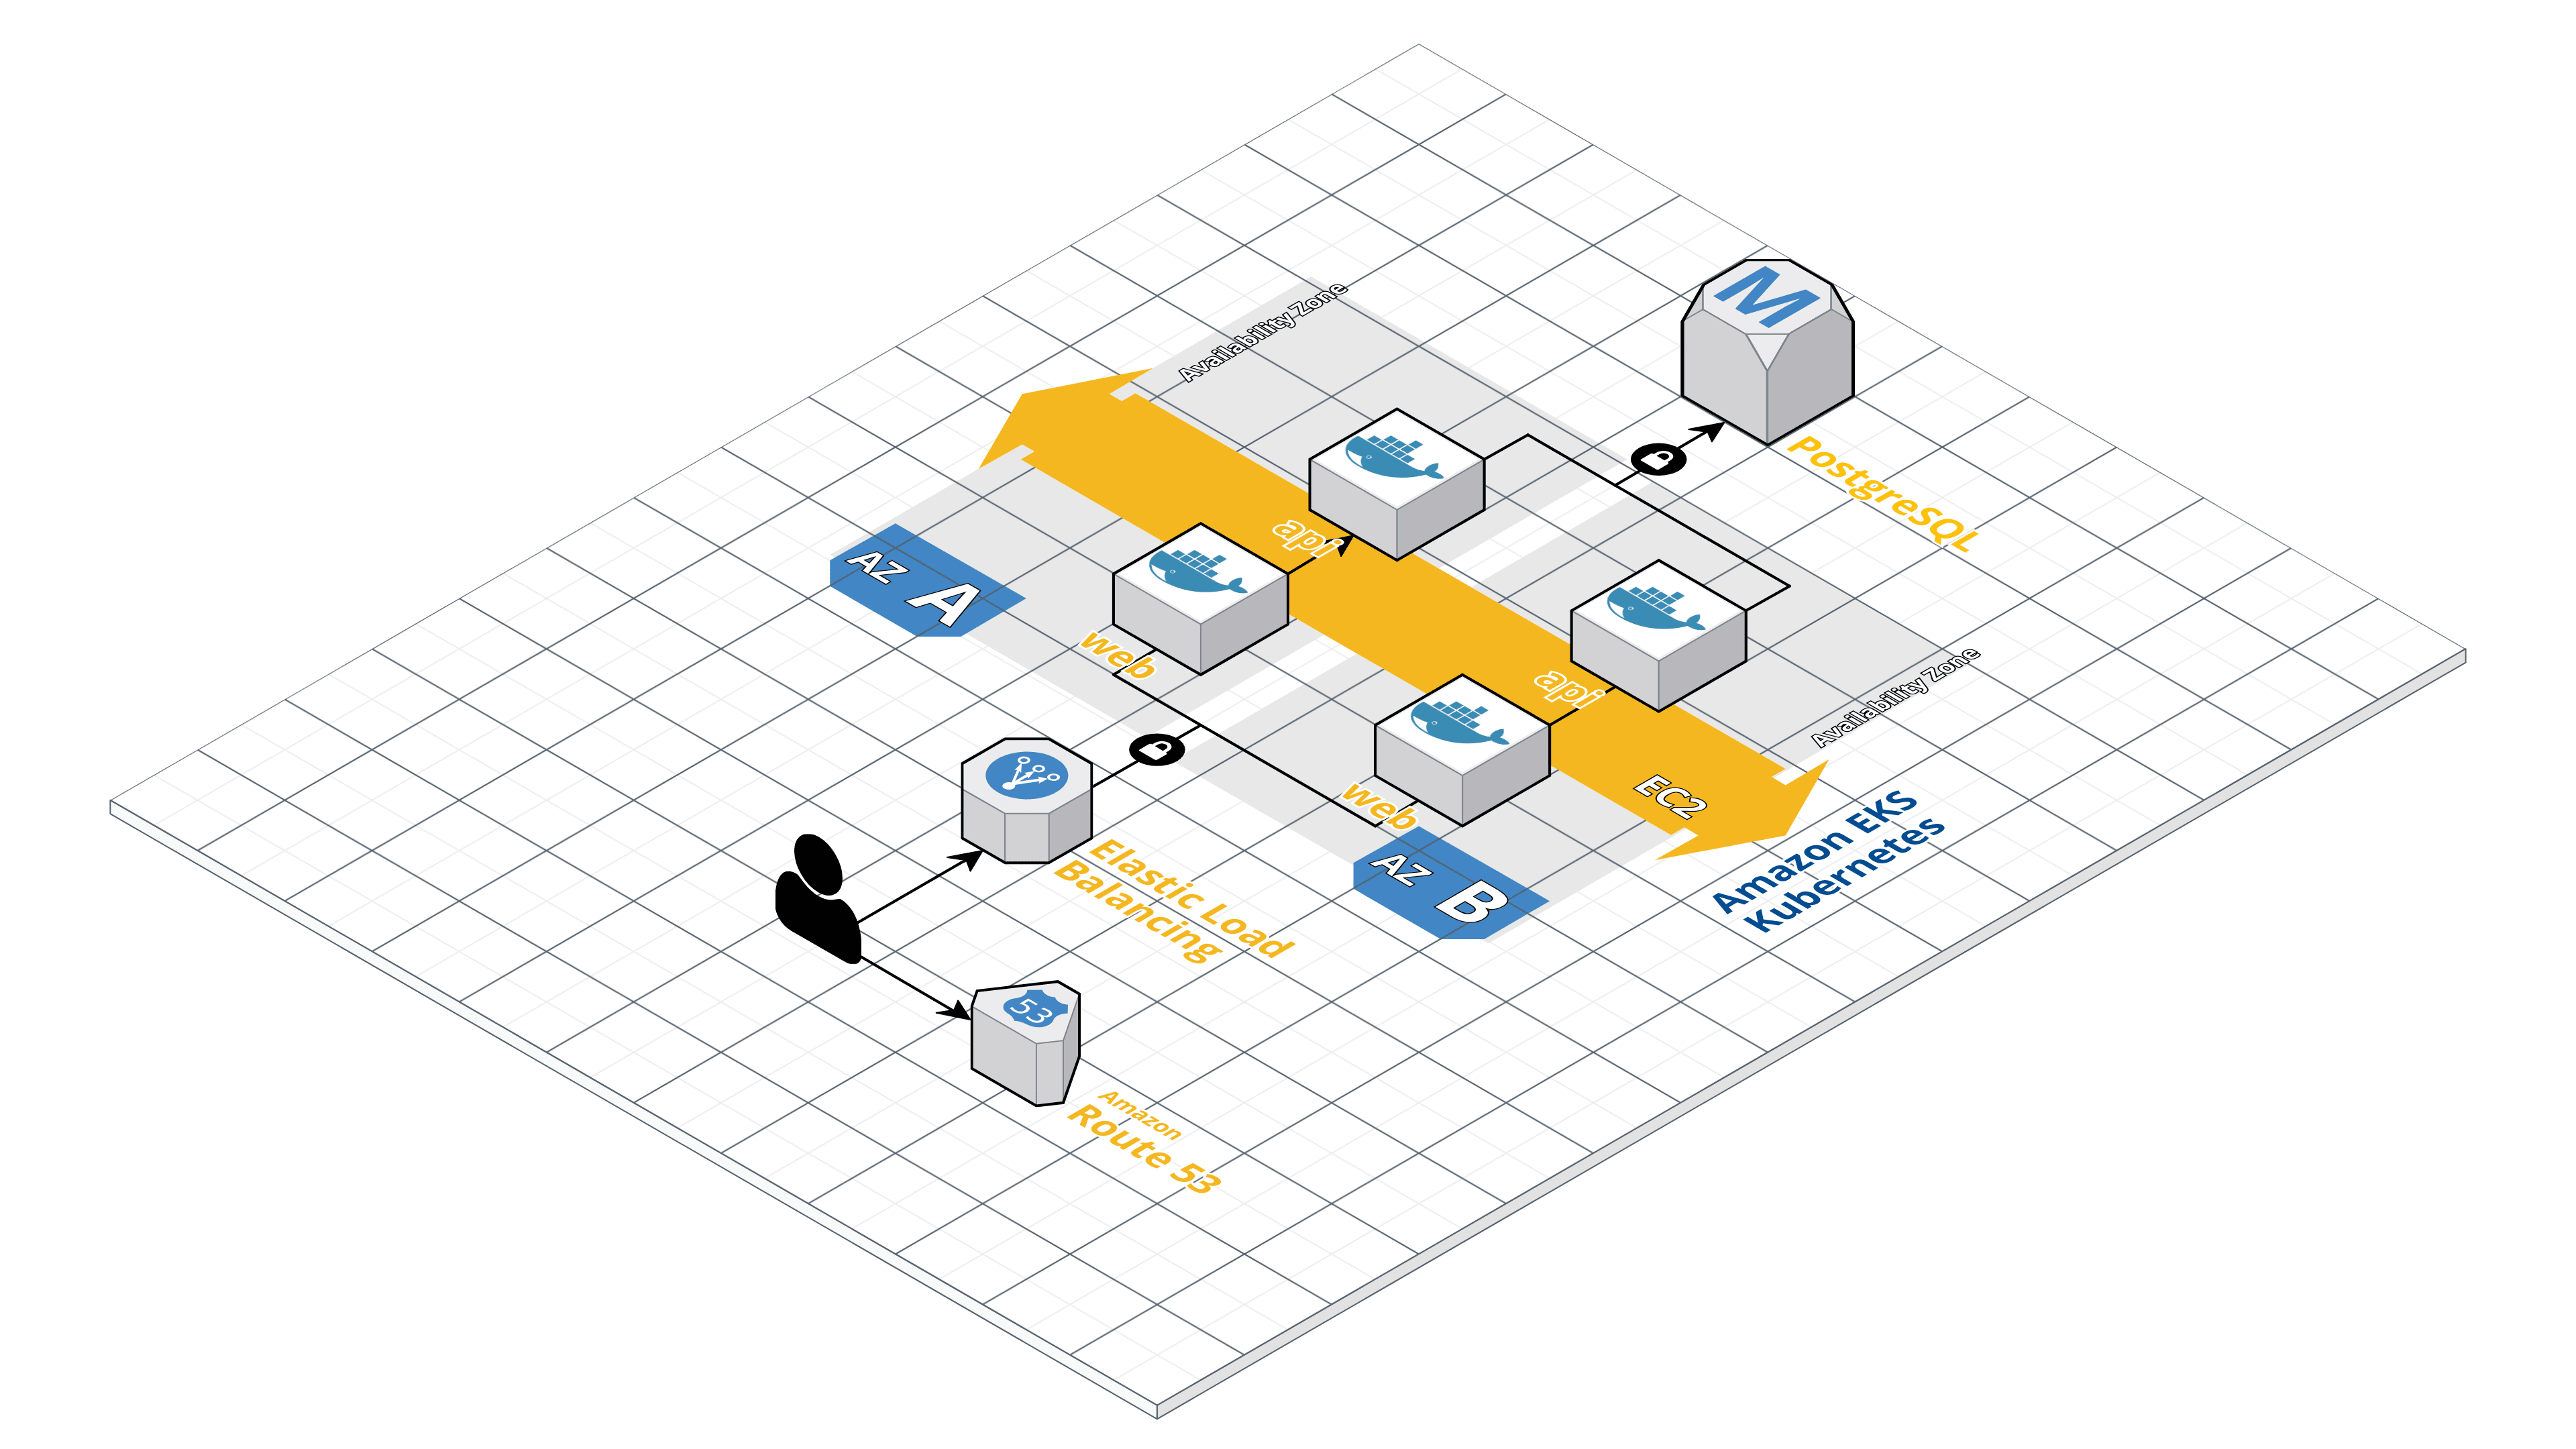 Availability Zone
M
PostgreSQL
api
AZ A
web
api
Availability Zone
EC2
web
AZ B
Amazon EKS
Kubernetes
Elastic Load
Balancing
53
Amazon
Route 53